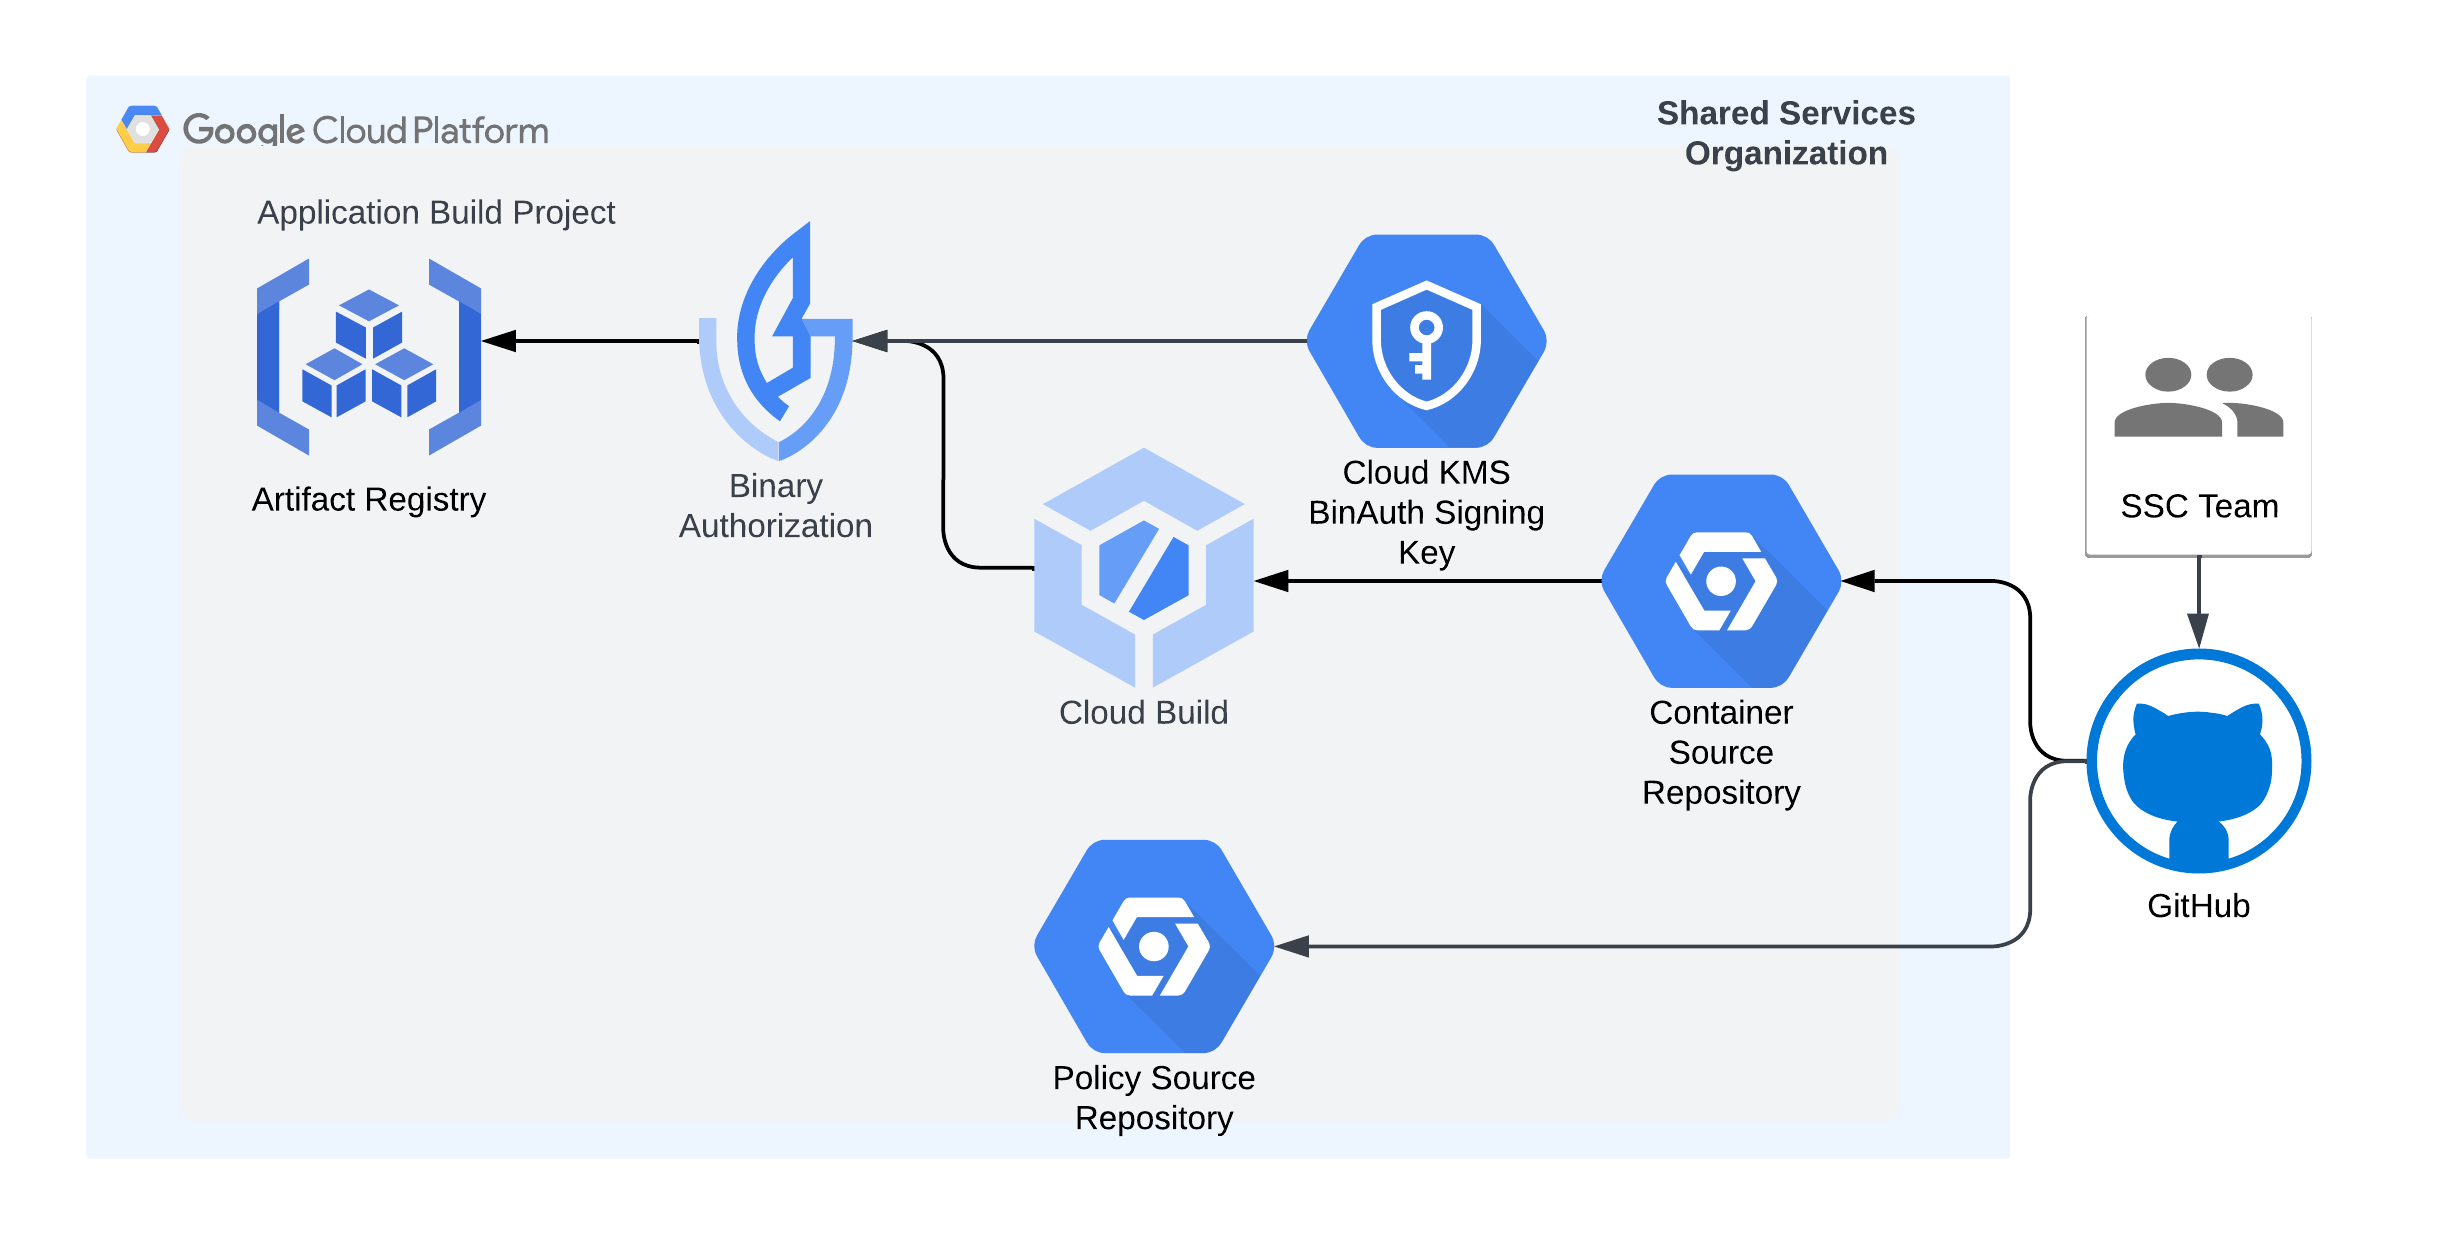 Google Cloud Platform
Shared Services
Organization
Application Build Project
Artifact Registry
Binary
Authorization
Cloud KMS
BinAuth Signing
Key
Cloud Build
Container
Source
Repository
SSC Team
GitHub
Policy Source
Repository